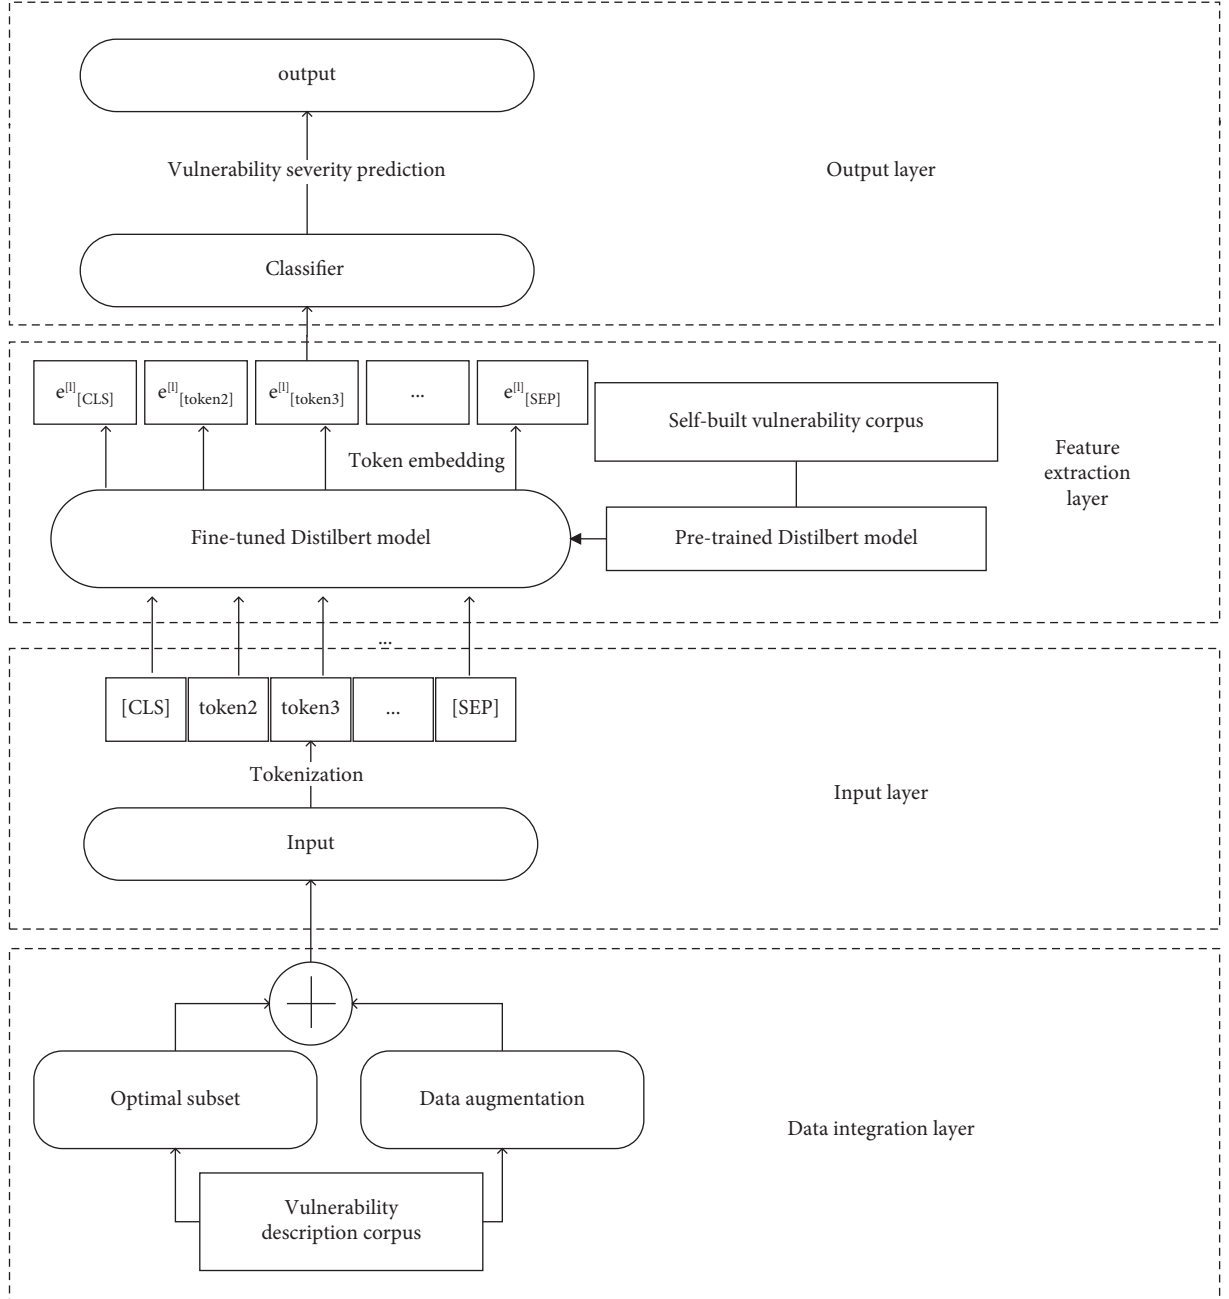 output
Vulnerability severity prediction
Output layer
Classifier
e[l][CLS]
e[l][token2]
e[l][token3]
...
e[l][SEP]
Self-built vulnerability corpus
Token embedding
Feature
extraction
layer
Fine-tuned Distilbert model
Pre-trained Distilbert model
...
[CLS]
token2
token3
...
[SEP]
Tokenization
Input layer
Input
Optimal subset
Data augmentation
Data integration layer
Vulnerability
description corpus